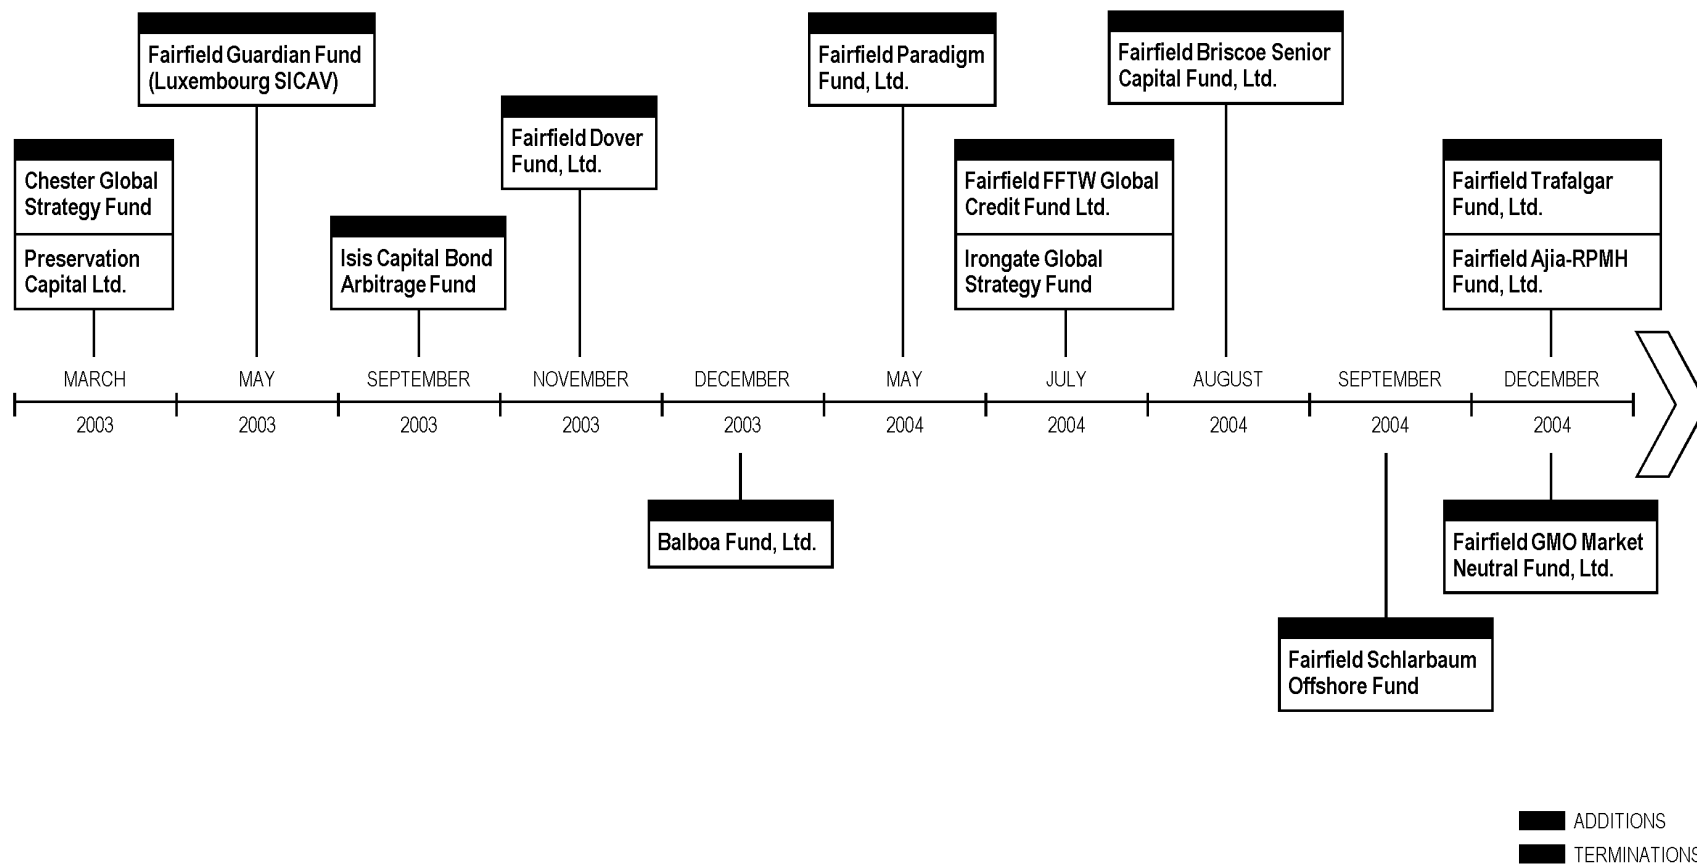 Fairfield Guardian Fund
(Luxembourg SICAV)
Fairfield Paradigm
Fund, Ltd.
Fairfield Briscoe Senior
Capital Fund, Ltd.
Fairfield Dover
Fund, Ltd.
Chester Global
Strategy Fund
Preservation
Capital Ltd.
Isis Capital Bond
Arbitrage Fund
Fairfield FFTW Global
Credit Fund Ltd.
Irongate Global
Strategy Fund
Fairfield Trafalgar
Fund, Ltd.
Fairfield Ajia-RPMH
Fund, Ltd.
MARCH MAY SEPTEMBER NOVEMBER DECEMBER MAY JULY AUGUST SEPTEMBER DECEMBER
2003 2003 2003 2003 2003 2004 2004 2004 2004 2004
Balboa Fund, Ltd.
Fairfield GMO Market
Neutral Fund, Ltd.
Fairfield Schlarbaum
Offshore Fund
ADDITIONS
TERMINATIONS